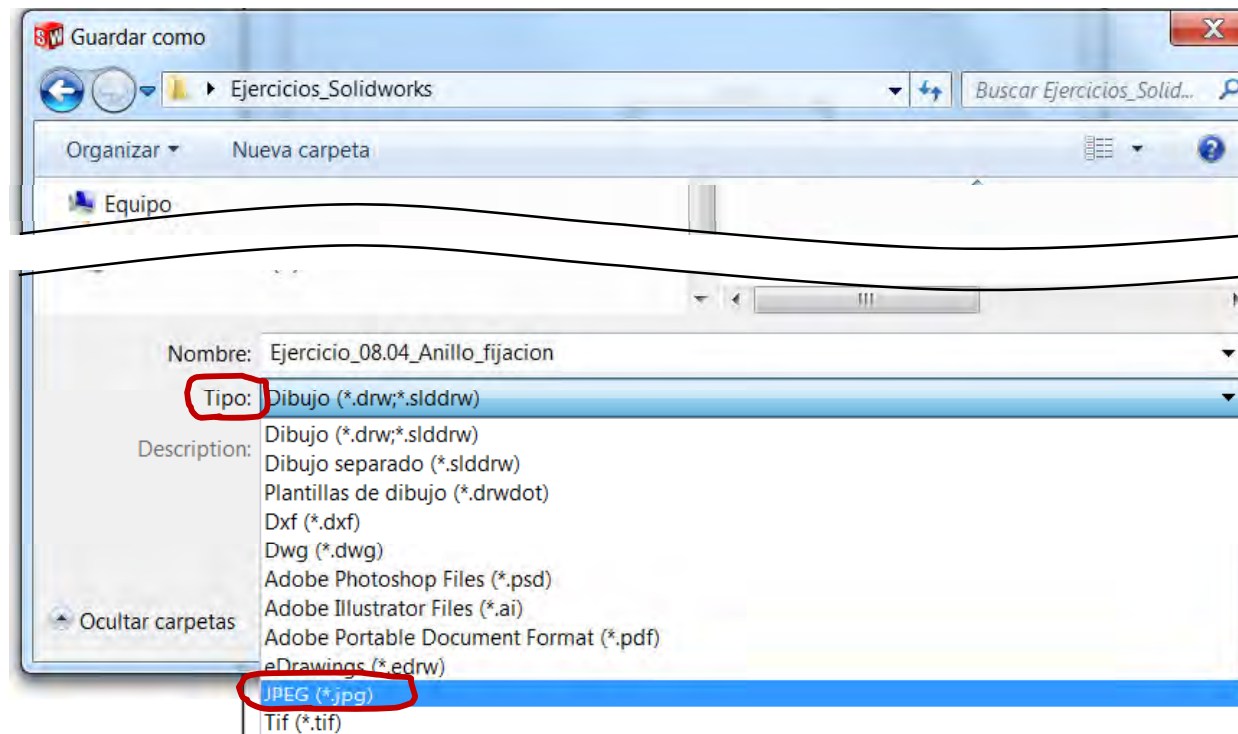 SW Guardar como X
Ejercicios_Solidworks Buscar Ejercicios_Solid...
Organizar Nueva carpeta ?
Equipo
Nombre: Ejercicio_08.04_Anillo_fijacion
Tipo: Dibujo (*.drw;*.slddrw)
Description:
Dibujo (*.drw;*.slddrw)
Dibujo separado (*.slddrw)
Plantillas de dibujo (*.drwdot)
Dxf (*.dxf)
Dwg (*.dwg)
Adobe Photoshop Files (*.psd)
Adobe Illustrator Files (*.ai)
Ocultar carpetas
Adobe Portable Document Format (*.pdf)
eDrawings (*.edrw)
JPEG (*.jpg)
Tif (*.tif)